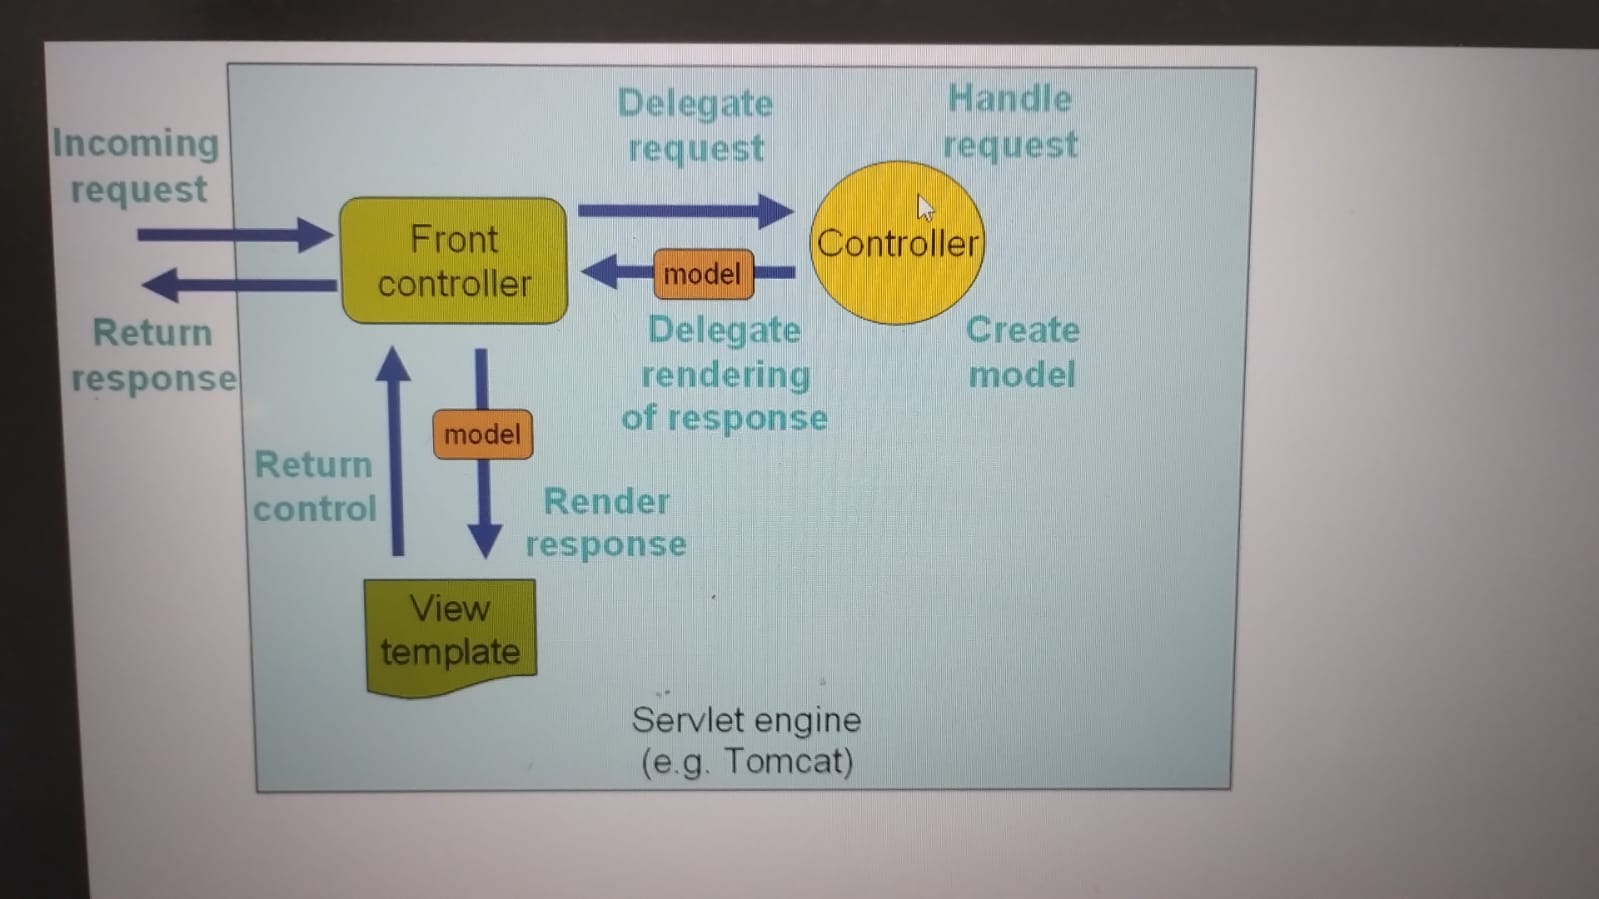 Incoming
request
Delegate
request
Handle
request
Front
controller
model
Controller
Return
response
Delegate
rendering
of response
Create
model
model
Return
control
Render
response
View
template
Servlet engine
(e.g. Tomcat)